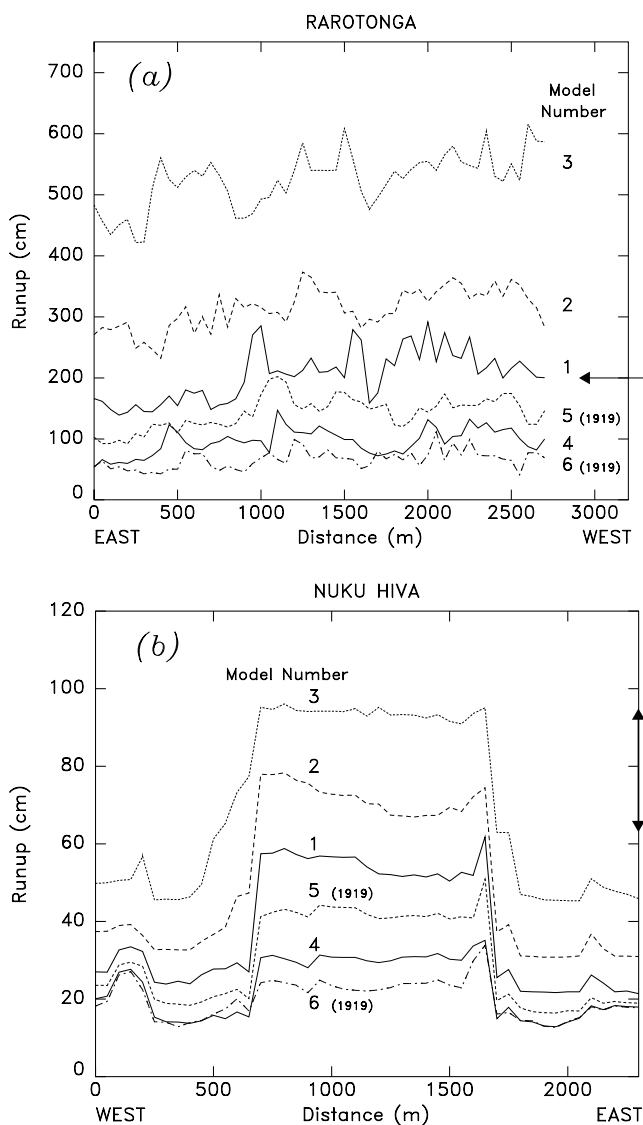 RAROTONGA
(a)
700
600
500
400
300
200
100
0
Runup (cm)
Model
Number
3
2
1
5 (1919)
4
6 (1919)
0 500 1000 1500 2000 2500 3000
EAST Distance (m) WEST
NUKU HIVA
(b)
120
100
80
60
40
20
0
Runup (cm)
Model Number
3
2
1
5 (1919)
4
6 (1919)
0 500 1000 1500 2000
WEST Distance (m) EAST